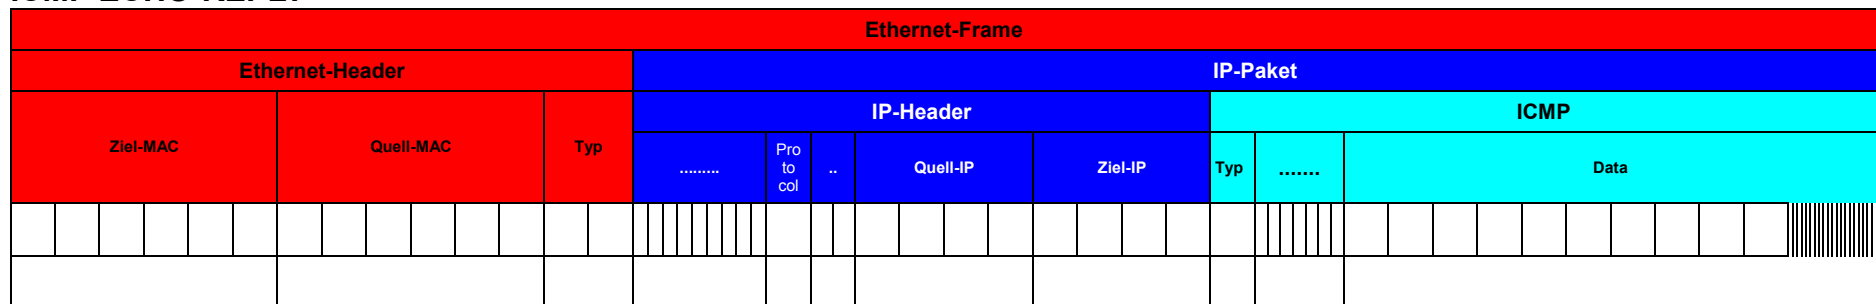 Ethernet-Frame
Ethernet-Header IP-Paket
IP-Header ICMP
Ziel-MAC Quell-MAC Typ
......... Pro
to
col .. Quell-IP Ziel-IP Typ ....... Data